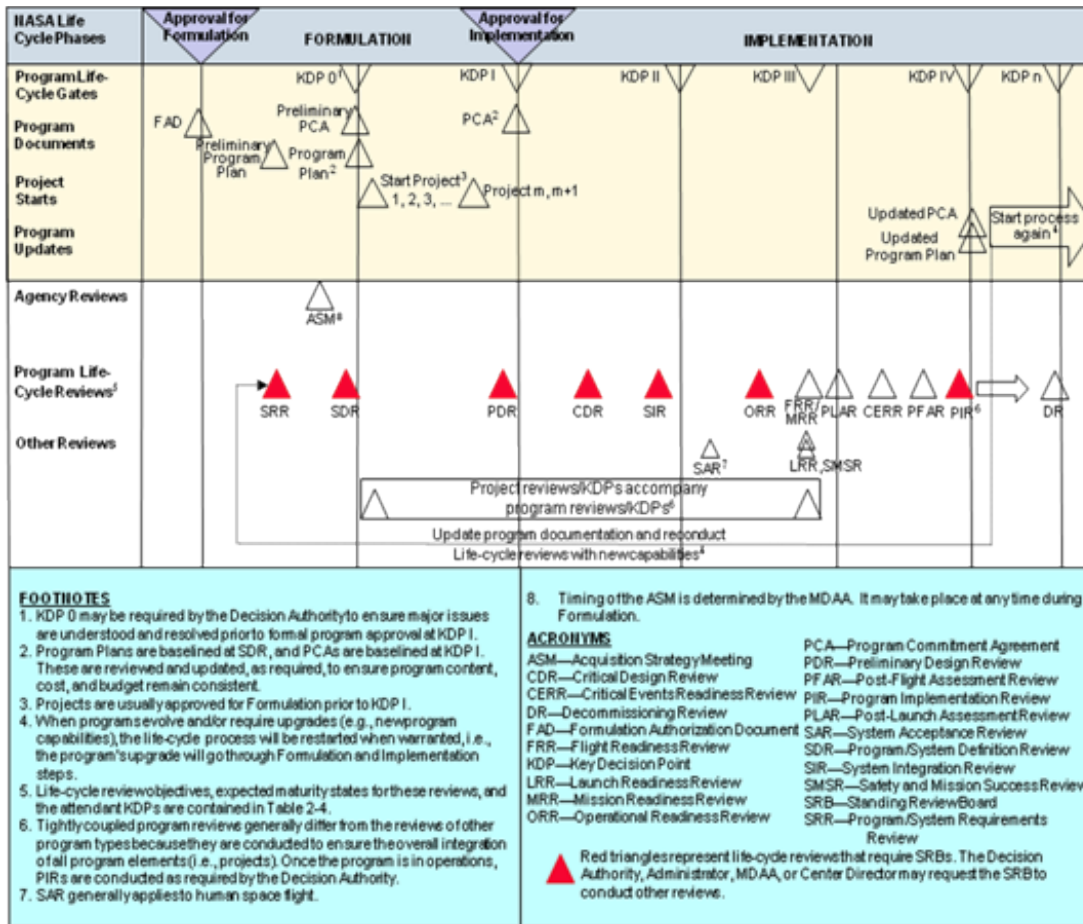 NASA Life
Cycle Phases
Approval for
Formulation
FORMULATION
Approval for
Implementation
IMPLEMENTATION
Program Life-
Cycle Gates
KDP 0¹
KDP I
KDP II
KDP III
KDP IV
KDP n
Program
Documents
FAD
Preliminary
PCA
PCA²
Preliminary
Program
Plan
Program
Plan²
Project
Starts
Start Project³
1, 2, 3, ...
Project m, m+1
Program
Updates
Updated PCA
Updated
Program Plan
Start process
again⁴
Agency Reviews
ASM⁸
Program Life-
Cycle Reviews⁵
SRR
SDR
PDR
CDR
SIR
ORR
FRR/
MRR
PLAR
CERR
PFAR
PIR⁶
DR
Other Reviews
SAR⁷
LRR, SMSR
Project reviews/KDPs accompany
program reviews/KDPs⁶
Update program documentation and reconduct
Life-cycle reviews with new capabilities
FOOTNOTES
1. KDP 0 may be required by the Decision Authority to ensure major issues
are understood and resolved prior to formal program approval at KDP I.
2. Program Plans are baselined at SDR, and PCAs are baselined at KDP I.
These are reviewed and updated, as required, to ensure program content,
cost, and budget remain consistent.
3. Projects are usually approved for Formulation prior to KDP I.
4. When programs evolve and/or require upgrades (e.g., new program
capabilities), the life-cycle process will be restarted when warranted, i.e.,
the program's upgrade will go through Formulation and Implementation
steps.
5. Life-cycle review objectives, expected maturity states for these reviews, and
the attendant KDPs are contained in Table 2-4.
6. Tightly coupled program reviews generally differ from the reviews of other
program types because they are conducted to ensure the overall integration
of all program elements (i.e., projects). Once the program is in operations,
PIRs are conducted as required by the Decision Authority.
7. SAR generally applies to human space flight.
8. Timing of the ASM is determined by the MDAA. It may take place at any time during
Formulation.
ACRONYMS
ASM—Acquisition Strategy Meeting
CDR—Critical Design Review
CERR—Critical Events Readiness Review
DR—Decommissioning Review
FAD—Formulation Authorization Document
FRR—Flight Readiness Review
KDP—Key Decision Point
LRR—Launch Readiness Review
MRR—Mission Readiness Review
ORR—Operational Readiness Review
PCA—Program Commitment Agreement
PDR—Preliminary Design Review
PFAR—Post-Flight Assessment Review
PIR—Program Implementation Review
PLAR—Post-Launch Assessment Review
SAR—System Acceptance Review
SDR—Program/System Definition Review
SIR—System Integration Review
SMSR—Safety and Mission Success Review
SRB—Standing Review Board
SRR—Program/System Requirements
Review
Red triangles represent life-cycle reviews that require SRBs. The Decision
Authority, Administrator, MDAA, or Center Director may request the SRB to
conduct other reviews.